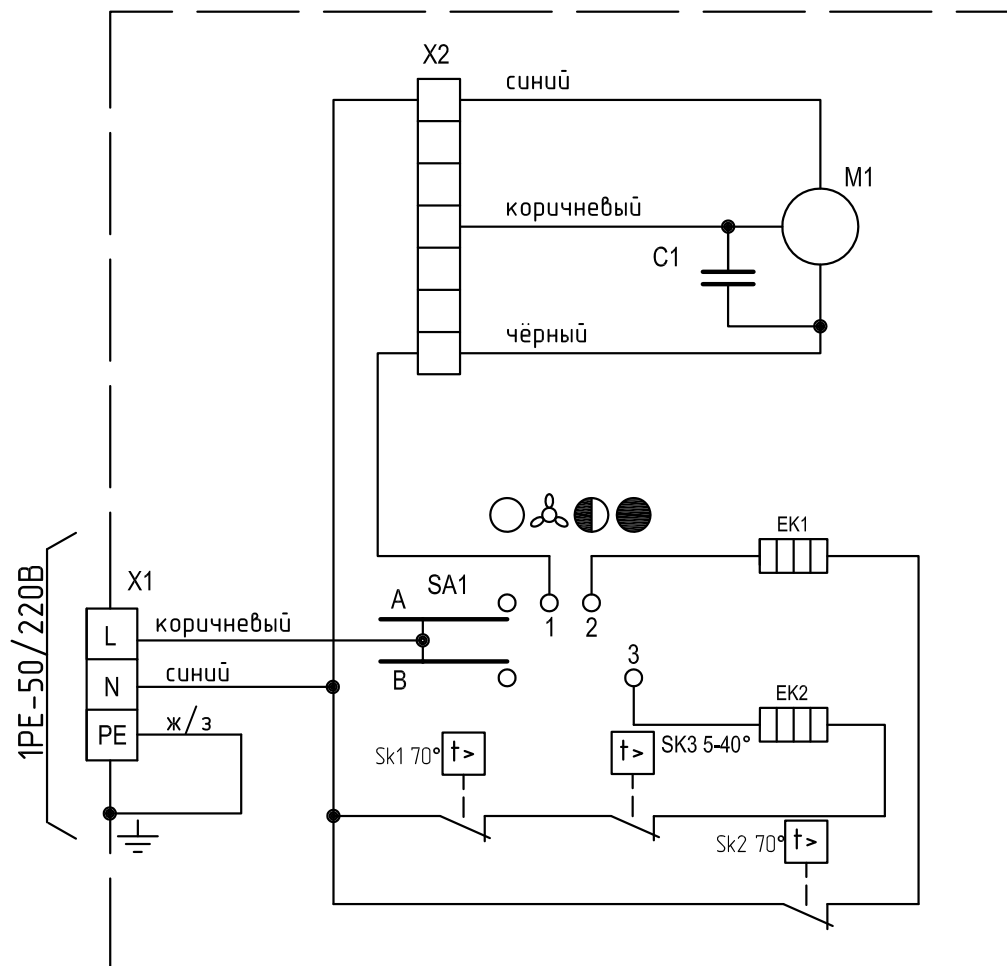 X2
синий
M1
коричневый
C1
чёрный
EK1
1PE-50/220В
X1
A
SA1
L
коричневый
1
2
N
синий
B
3
PE
ж/з
EK2
Sk1 70°
t>
t>
SK3 5-40°
Sk2 70°
t>